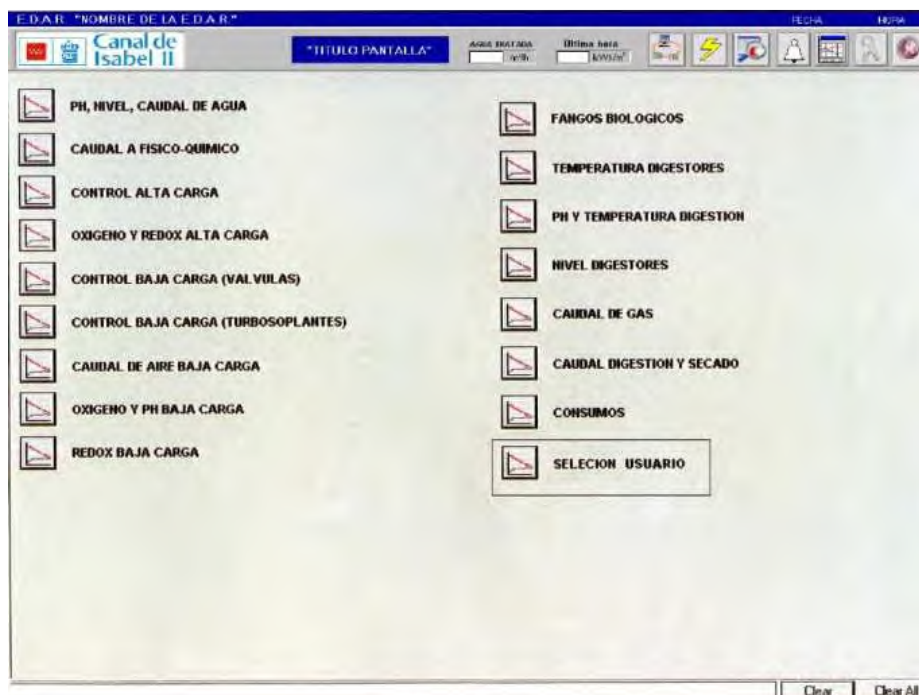 E.D.A.R. "NOMBRE DE LA E.D.A.R."
FECHA
HORA
Canal de
Isabel II
"TITULO PANTALLA"
AGUA TRATADA
m³/h
Última hora
kWh/m³
PH, NIVEL, CAUDAL DE AGUA
CAUDAL A FISICO-QUIMICO
CONTROL ALTA CARGA
OXIGENO Y REDOX ALTA CARGA
CONTROL BAJA CARGA (VALVULAS)
CONTROL BAJA CARGA (TURBOSOPLANTES)
CAUDAL DE AIRE BAJA CARGA
OXIGENO Y PH BAJA CARGA
REDOX BAJA CARGA
FANGOS BIOLOGICOS
TEMPERATURA DIGESTORES
PH Y TEMPERATURA DIGESTION
NIVEL DIGESTORES
CAUDAL DE GAS
CAUDAL DIGESTION Y SECADO
CONSUMOS
SELECION USUARIO
Clear
Clear All